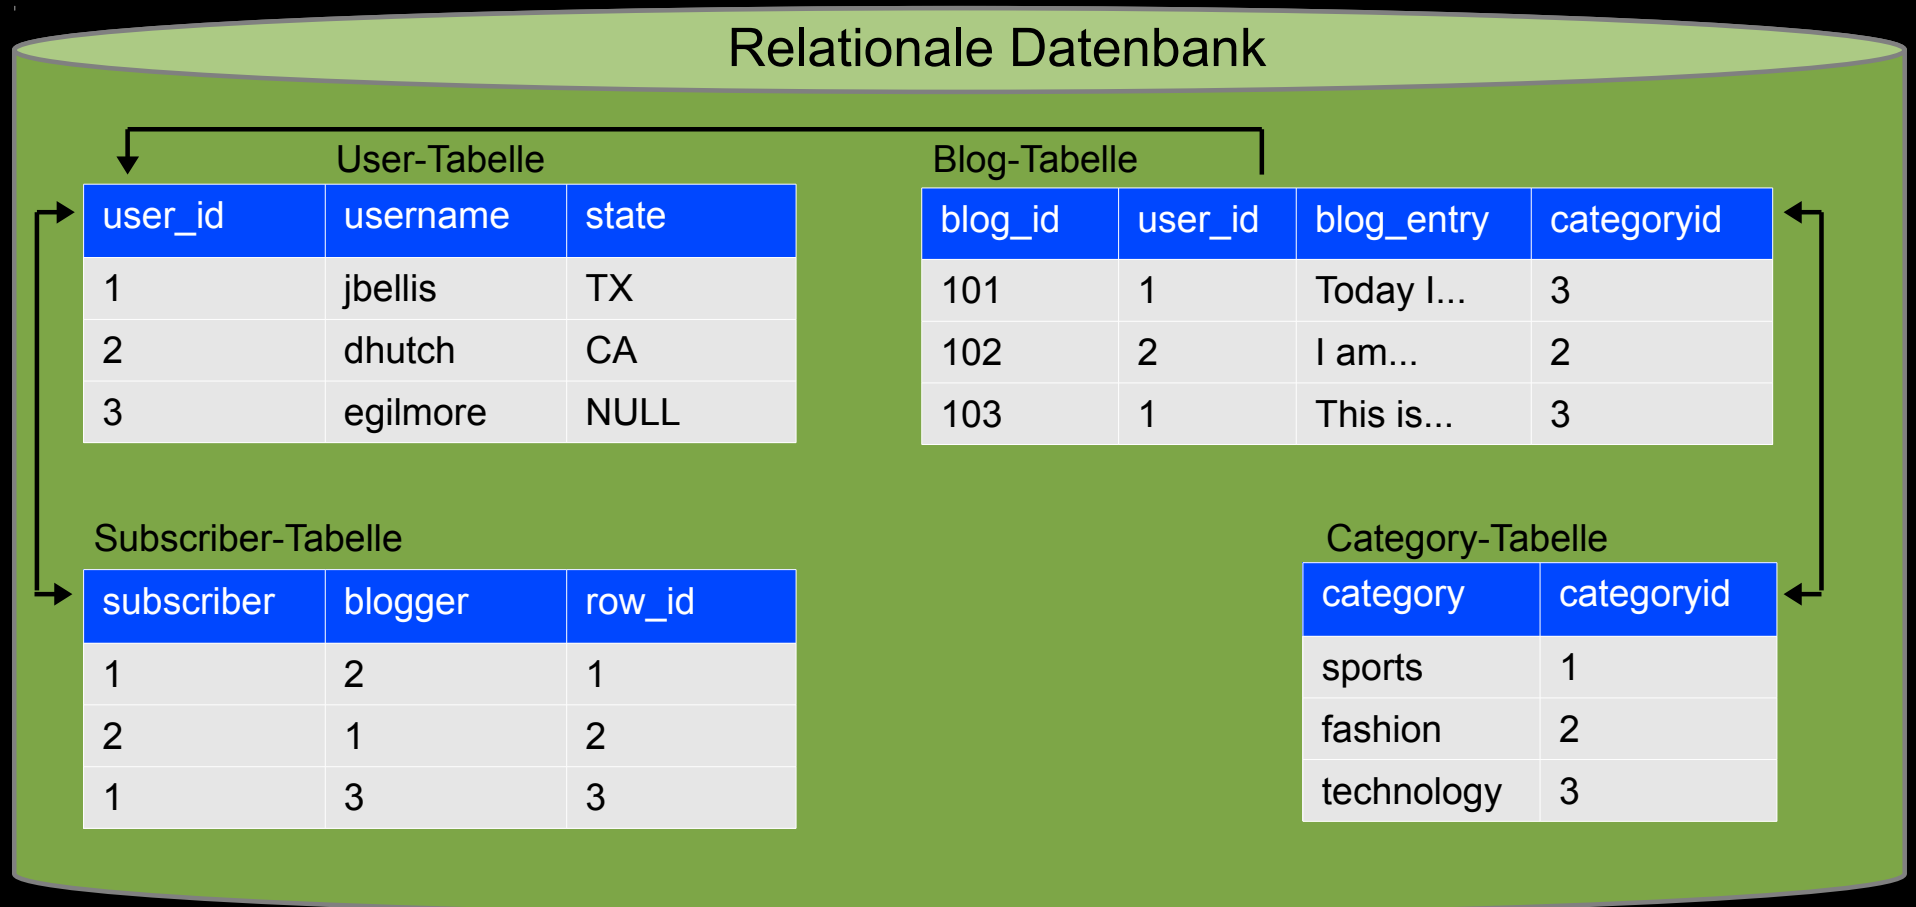 Relationale Datenbank
User-Tabelle
user_id username state
1 jbellis TX
2 dhutch CA
3 egilmore NULL
Blog-Tabelle
blog_id user_id blog_entry categoryid
101 1 Today I... 3
102 2 I am... 2
103 1 This is... 3
Subscriber-Tabelle
subscriber blogger row_id
1 2 1
2 1 2
1 3 3
Category-Tabelle
category categoryid
sports 1
fashion 2
technology 3